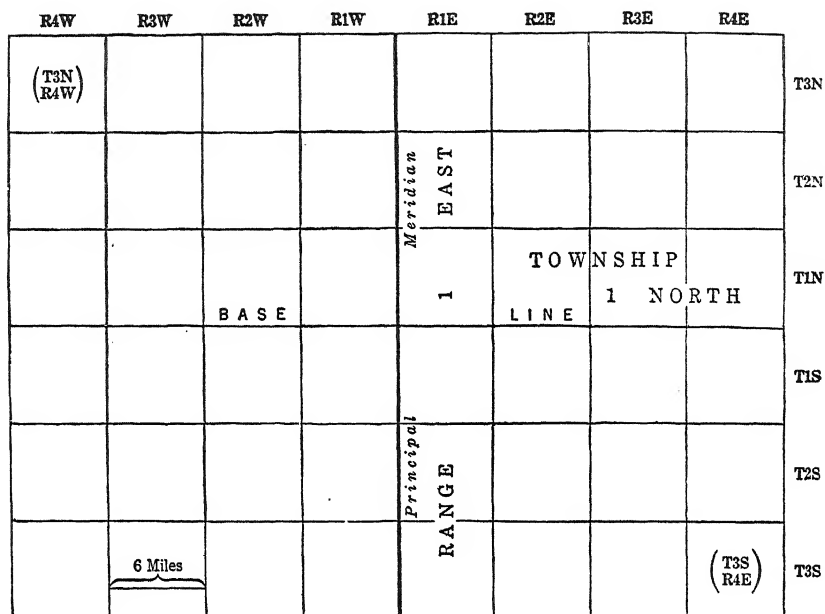 R4W R3W R2W R1W R1E R2E R3E R4E
(T3N
R4W)
T3N
Meridian
EAST
T2N
TOWNSHIP
1 NORTH
1
T1N
BASE LINE
T1S
Principal
RANGE
T2S
6 Miles
(T3S
R4E)
T3S